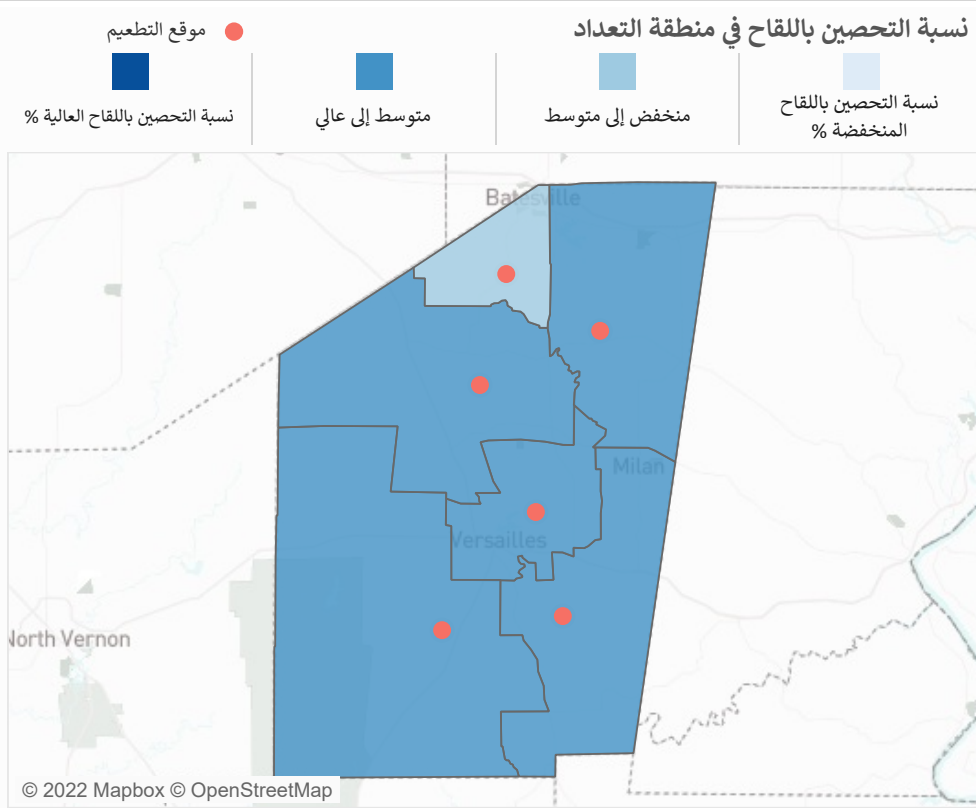 نسبة التحصين باللقاح في منطقة التعداد
موقع التطعيم
نسبة التحصين باللقاح
المنخفضة %
منخفض إلى متوسط
متوسط إلى عالي
نسبة التحصين باللقاح العالية %
Batesville
Milan
Versailles
North Vernon
© 2022 Mapbox © OpenStreetMap